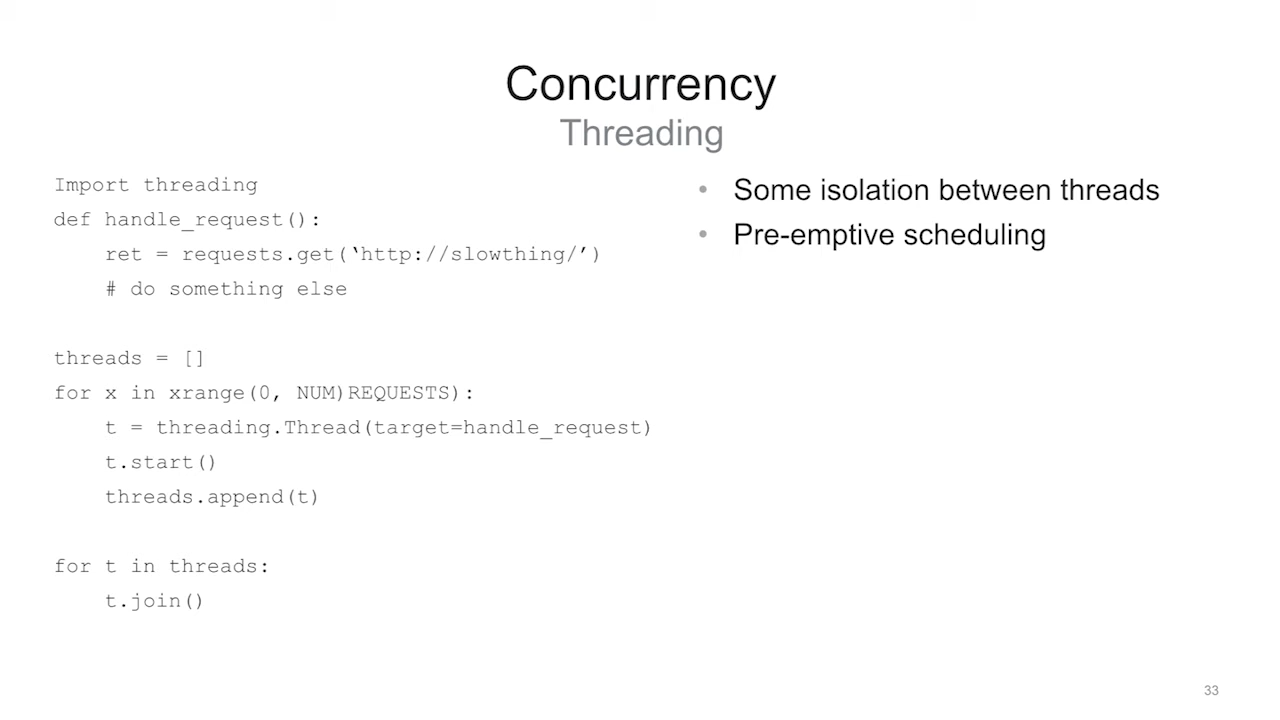 Concurrency
Threading
Import threading
def handle_request():
    ret = requests.get(‘http://slowthing/’)
    # do something else
threads = []
for x in xrange(0, NUM)REQUESTS):
    t = threading.Thread(target=handle_request)
    t.start()
    threads.append(t)
for t in threads:
    t.join()
• Some isolation between threads
• Pre-emptive scheduling
33